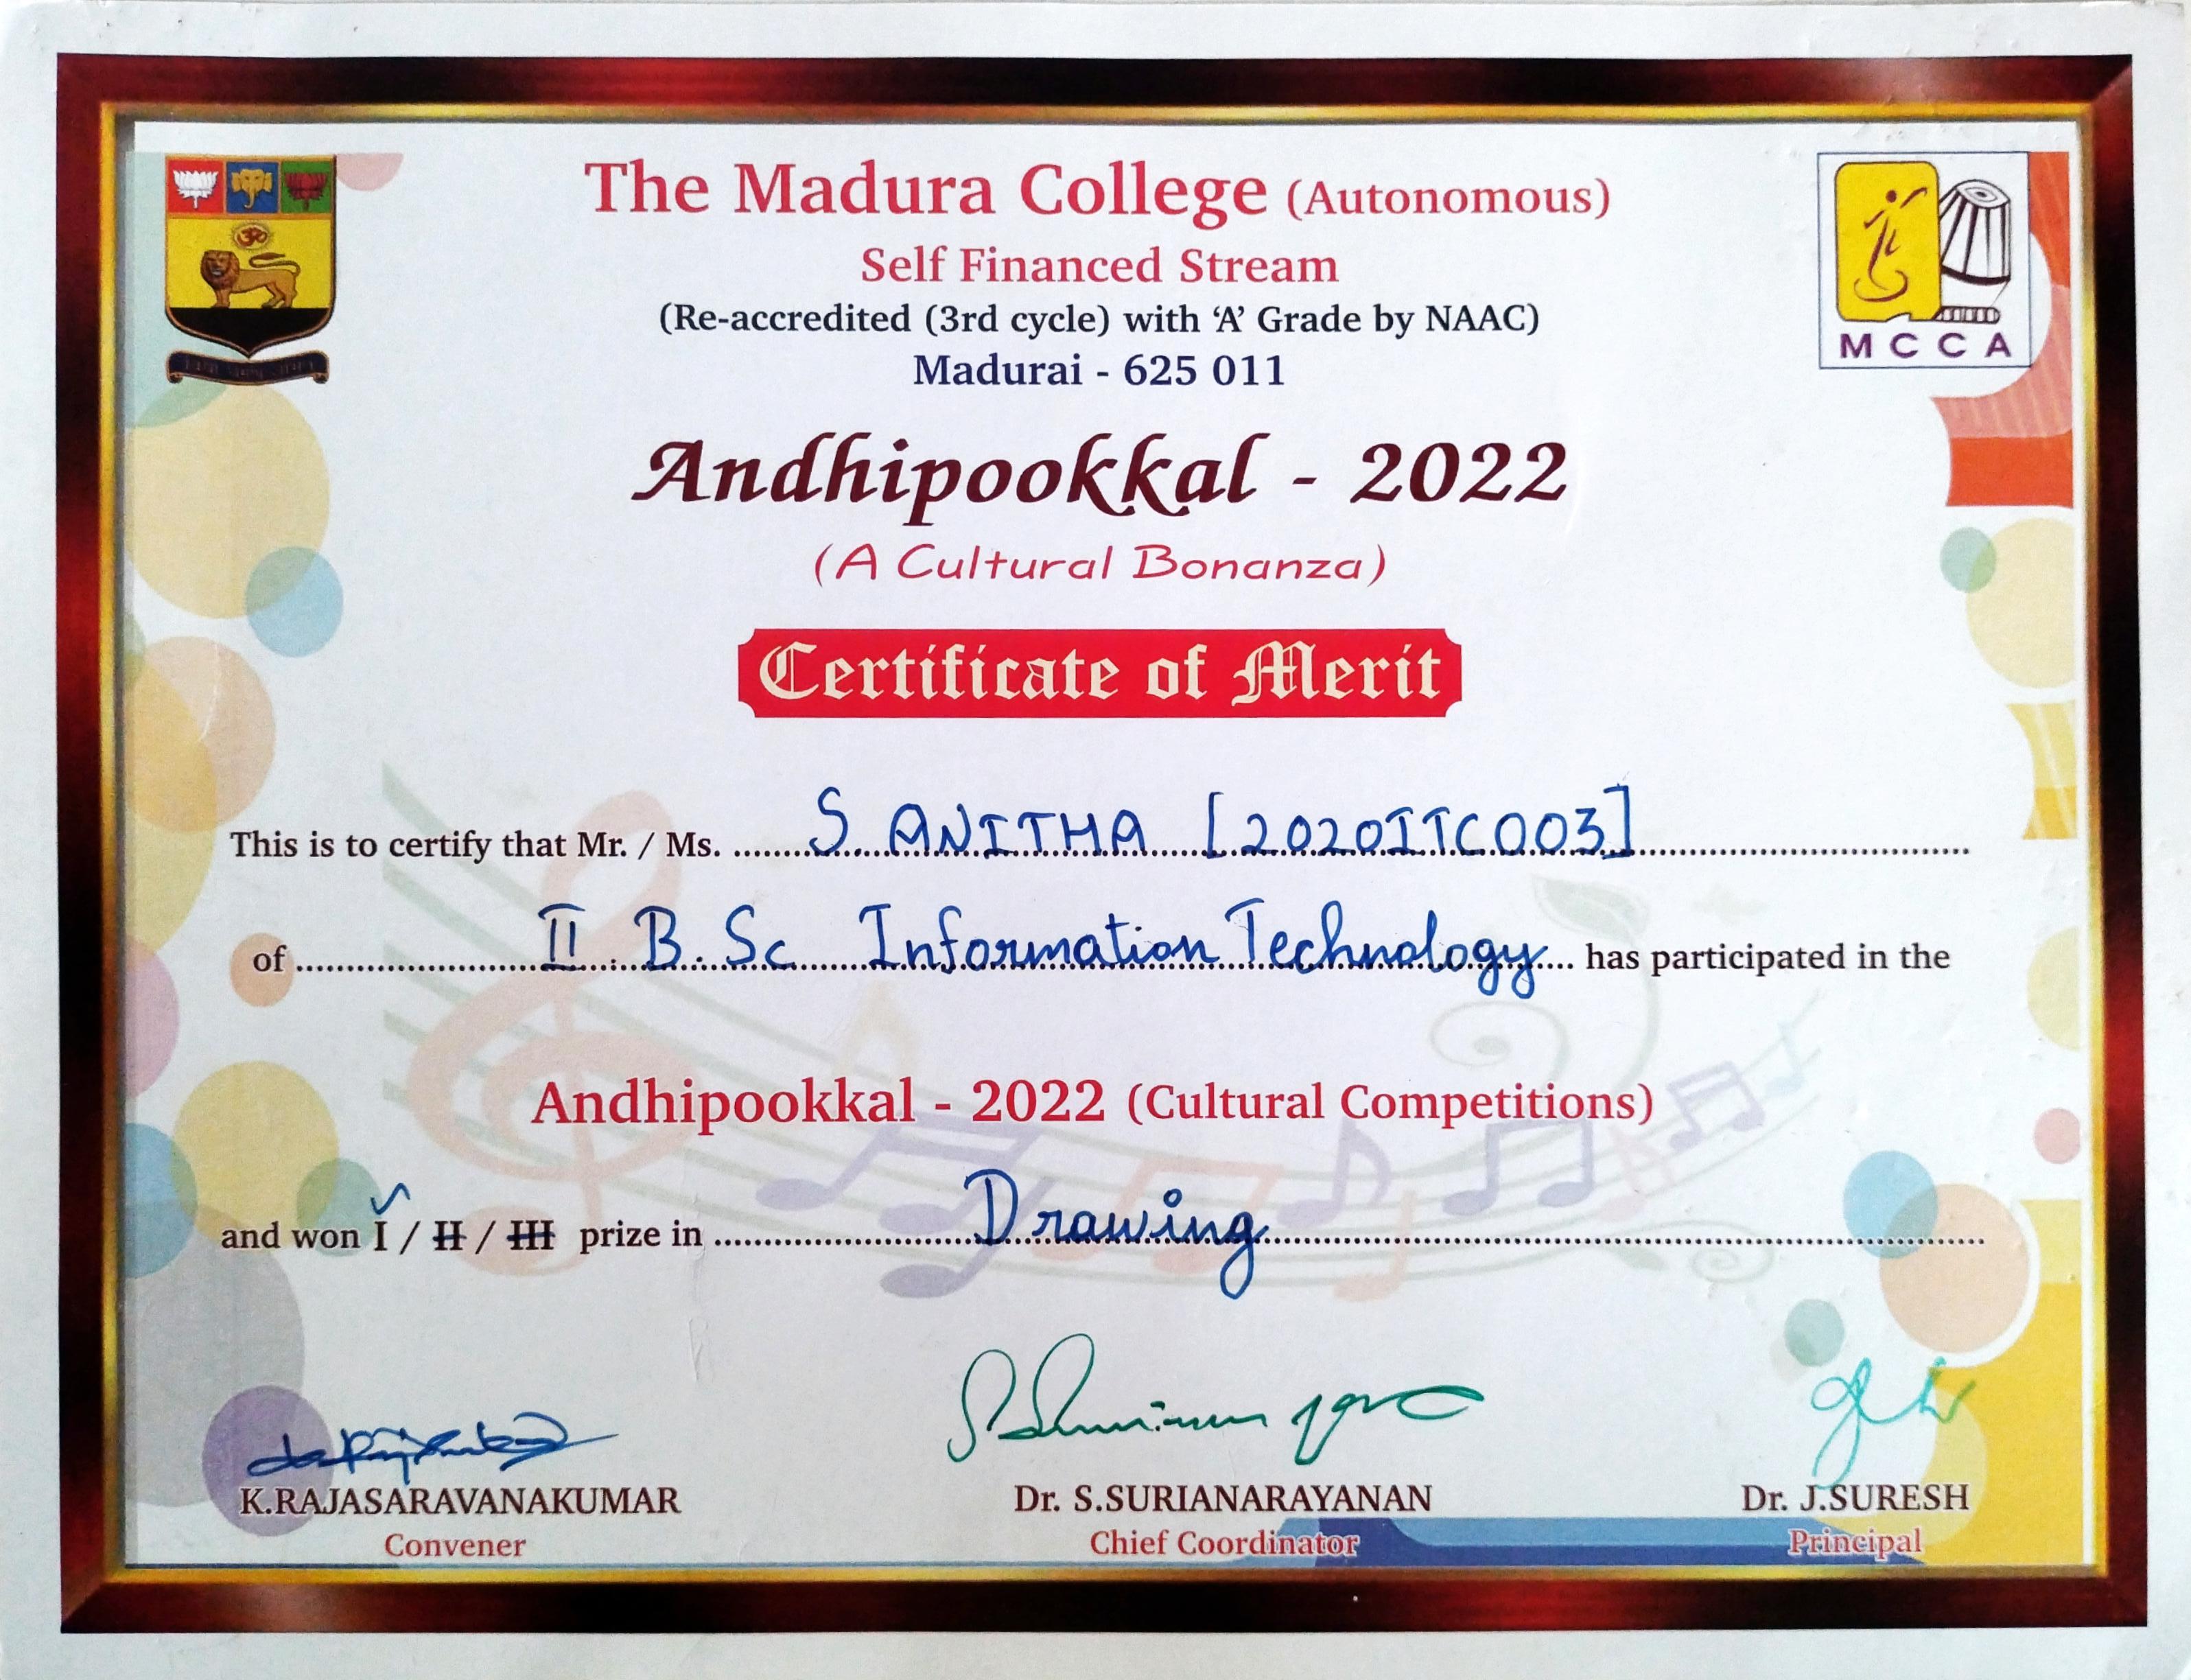 The Madura College (Autonomous)
Self Financed Stream
(Re-accredited (3rd cycle) with ‘A’ Grade by NAAC)
Madurai - 625 011
MCCA
Andhipookkal - 2022
(A Cultural Bonanza)
Certificate of Merit
This is to certify that Mr. / Ms. S. ANITHA [2020ITC003]
of II. B. Sc Information Technology has participated in the
Andhipookkal - 2022 (Cultural Competitions)
and won I / II / III prize in Drawing
K.RAJASARAVANAKUMAR Dr. S.SURIANARAYANAN Dr. J.SURESH
Convener Chief Coordinator Principal